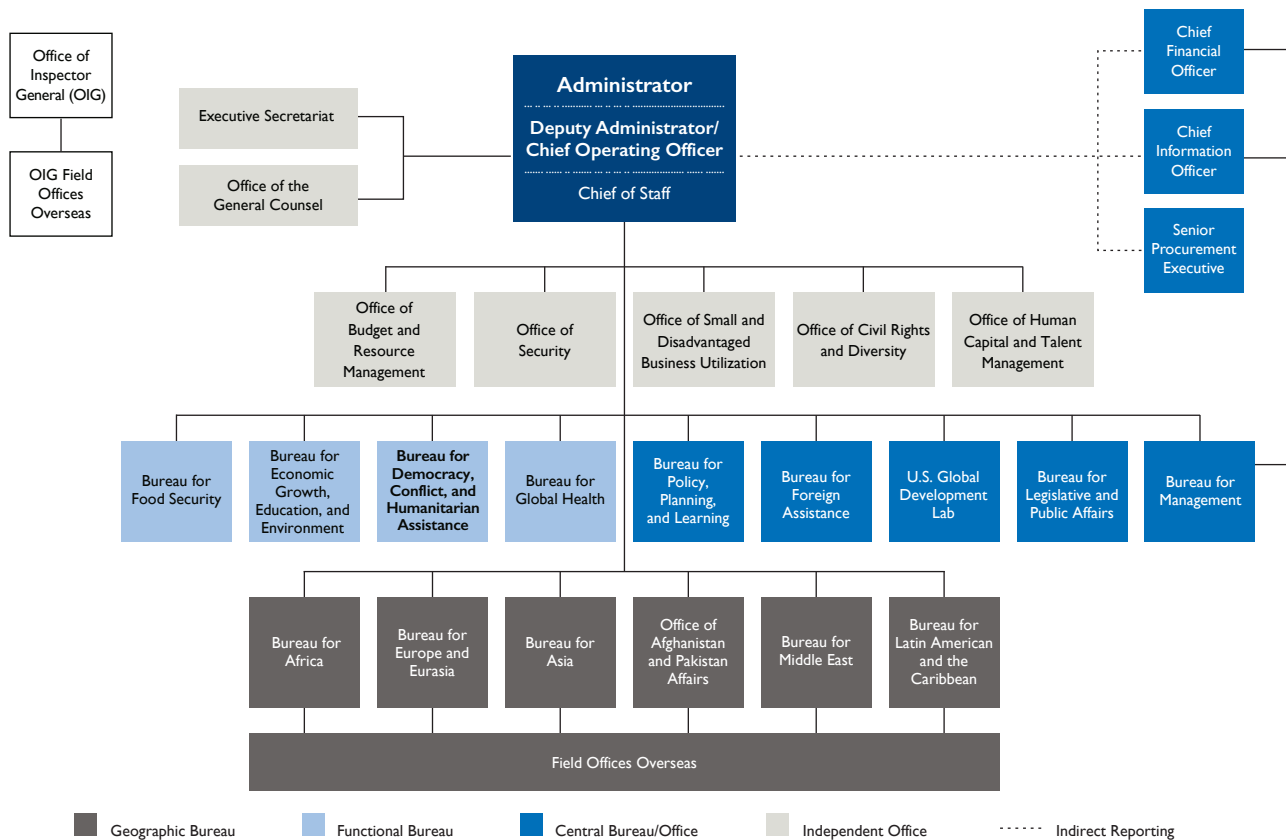 Office of
Inspector
General (OIG)
OIG Field
Offices
Overseas
Executive Secretariat
Office of the
General Counsel
Administrator
Deputy Administrator/
Chief Operating Officer
Chief of Staff
Chief
Financial
Officer
Chief
Information
Officer
Senior
Procurement
Executive
Office of
Budget and
Resource
Management
Office of
Security
Office of Small and
Disadvantaged
Business Utilization
Office of Civil Rights
and Diversity
Office of Human
Capital and Talent
Management
Bureau for
Food Security
Bureau for
Economic
Growth,
Education, and
Environment
Bureau for
Democracy,
Conflict, and
Humanitarian
Assistance
Bureau for
Global Health
Bureau for
Policy,
Planning,
and Learning
Bureau for
Foreign
Assistance
U.S. Global
Development
Lab
Bureau for
Legislative and
Public Affairs
Bureau for
Management
Bureau for
Africa
Bureau for
Europe and
Eurasia
Bureau for
Asia
Office of
Afghanistan
and Pakistan
Affairs
Bureau for
Middle East
Bureau for
Latin American
and the
Caribbean
Field Offices Overseas
Geographic Bureau
Functional Bureau
Central Bureau/Office
Independent Office
Indirect Reporting